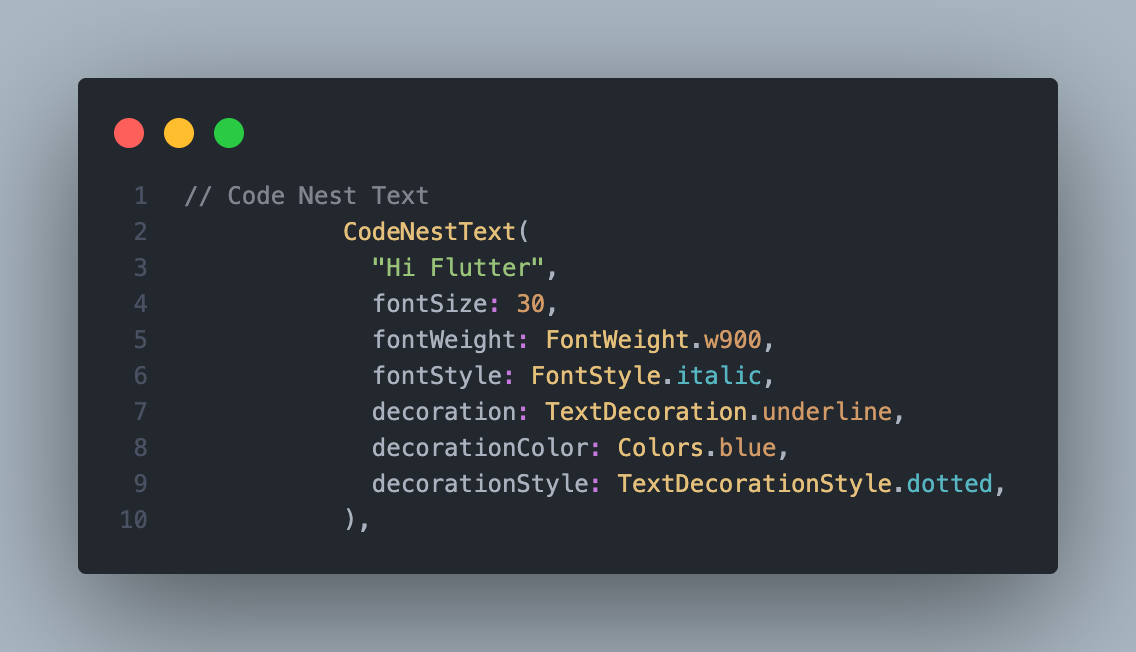 1 // Code Nest Text
2 CodeNestText(
3 "Hi Flutter",
4 fontSize: 30,
5 fontWeight: FontWeight.w900,
6 fontStyle: FontStyle.italic,
7 decoration: TextDecoration.underline,
8 decorationColor: Colors.blue,
9 decorationStyle: TextDecorationStyle.dotted,
10 ),